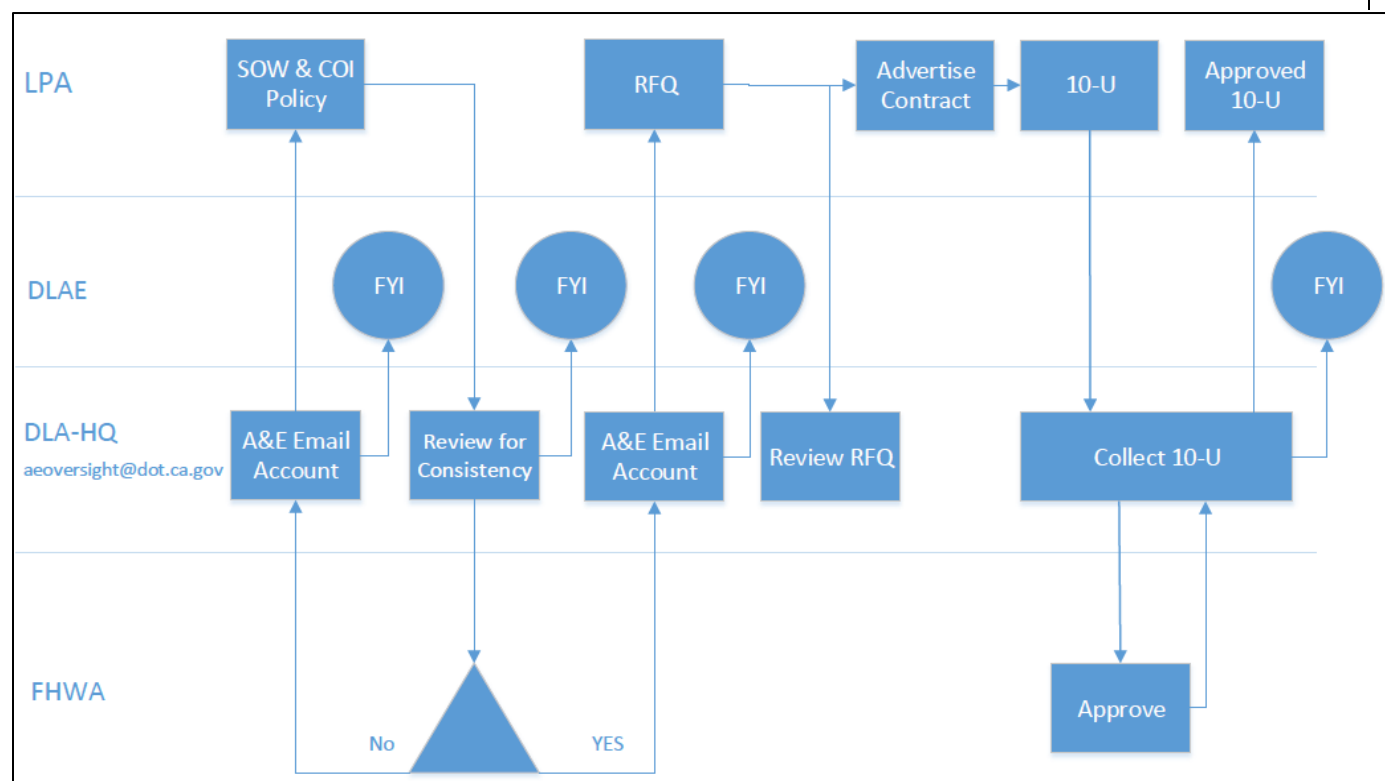 LPA
SOW & COI
Policy
RFQ
Advertise
Contract
10-U
Approved
10-U
DLAE
FYI
FYI
FYI
FYI
DLA-HQ
aeoversight@dot.ca.gov
A&E Email
Account
Review for
Consistency
A&E Email
Account
Review RFQ
Collect 10-U
FHWA
No
YES
Approve